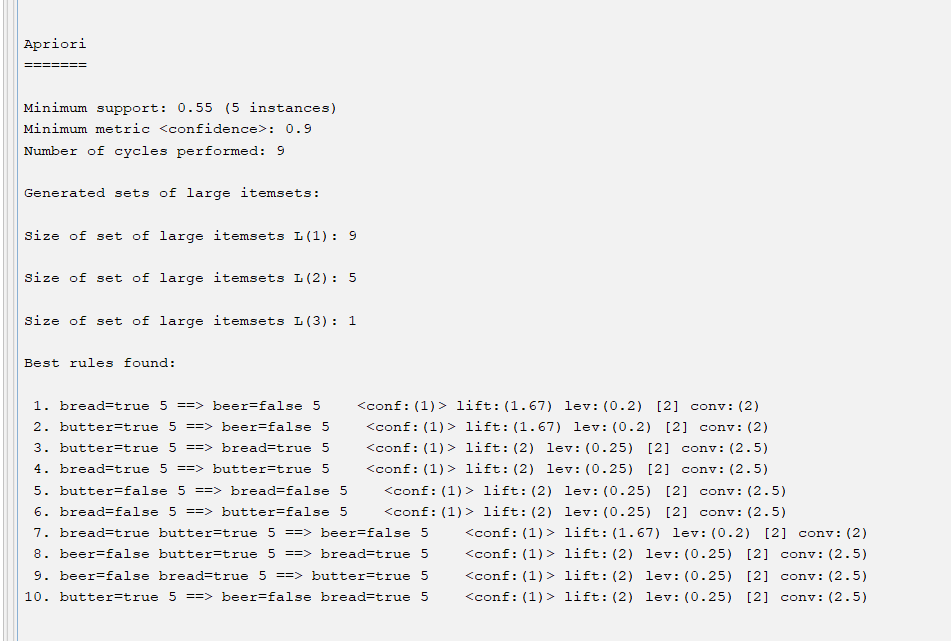 Apriori
=======
Minimum support: 0.55 (5 instances)
Minimum metric <confidence>: 0.9
Number of cycles performed: 9
Generated sets of large itemsets:
Size of set of large itemsets L(1): 9
Size of set of large itemsets L(2): 5
Size of set of large itemsets L(3): 1
Best rules found:
1. bread=true 5 ==> beer=false 5    <conf:(1)> lift:(1.67) lev:(0.2) [2] conv:(2)
2. butter=true 5 ==> beer=false 5    <conf:(1)> lift:(1.67) lev:(0.2) [2] conv:(2)
3. butter=true 5 ==> bread=true 5    <conf:(1)> lift:(2) lev:(0.25) [2] conv:(2.5)
4. bread=true 5 ==> butter=true 5    <conf:(1)> lift:(2) lev:(0.25) [2] conv:(2.5)
5. butter=false 5 ==> bread=false 5    <conf:(1)> lift:(2) lev:(0.25) [2] conv:(2.5)
6. bread=false 5 ==> butter=false 5    <conf:(1)> lift:(2) lev:(0.25) [2] conv:(2.5)
7. bread=true butter=true 5 ==> beer=false 5    <conf:(1)> lift:(1.67) lev:(0.2) [2] conv:(2)
8. beer=false butter=true 5 ==> bread=true 5    <conf:(1)> lift:(2) lev:(0.25) [2] conv:(2.5)
9. beer=false bread=true 5 ==> butter=true 5    <conf:(1)> lift:(2) lev:(0.25) [2] conv:(2.5)
10. butter=true 5 ==> beer=false bread=true 5    <conf:(1)> lift:(2) lev:(0.25) [2] conv:(2.5)